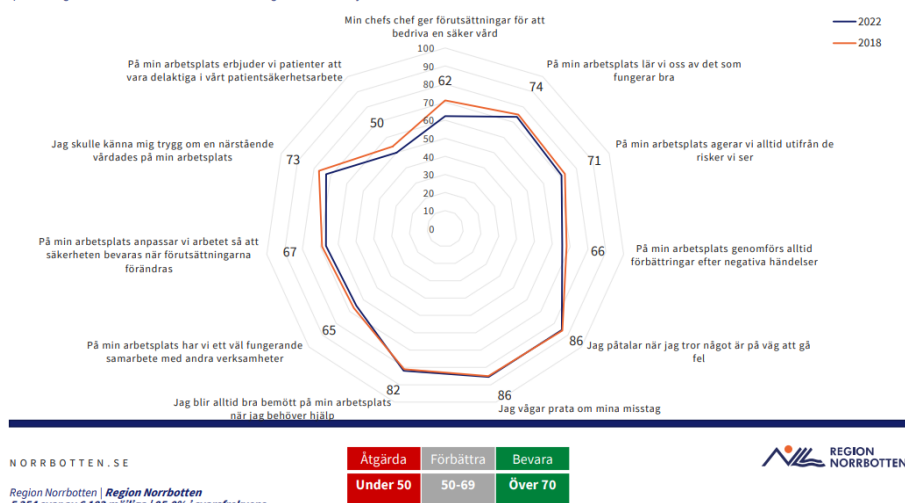 Min chefs chef ger förutsättningar för att
bedriva en säker vård
2022
2018
100
90
80
70
60
50
40
30
20
10
0
62
På min arbetsplats lär vi oss av det som
fungerar bra
74
På min arbetsplats agerar vi alltid utifrån de
risker vi ser
71
På min arbetsplats genomförs alltid
förbättringar efter negativa händelser
66
Jag påtalar när jag tror något är på väg att gå
fel
86
Jag vågar prata om mina misstag
86
Jag blir alltid bra bemött på min arbetsplats
när jag behöver hjälp
82
På min arbetsplats har vi ett väl fungerande
samarbete med andra verksamheter
65
På min arbetsplats anpassar vi arbetet så att
säkerheten bevaras när förutsättningarna
förändras
67
Jag skulle känna mig trygg om en närstående
vårdades på min arbetsplats
73
På min arbetsplats erbjuder vi patienter att
vara delaktiga i vårt patientsäkerhetsarbete
50
NORRBOTTEN.SE
Åtgärda Förbättra Bevara
Under 50 50-69 Över 70
REGION
NORRBOTTEN
Region Norrbotten | Region Norrbotten